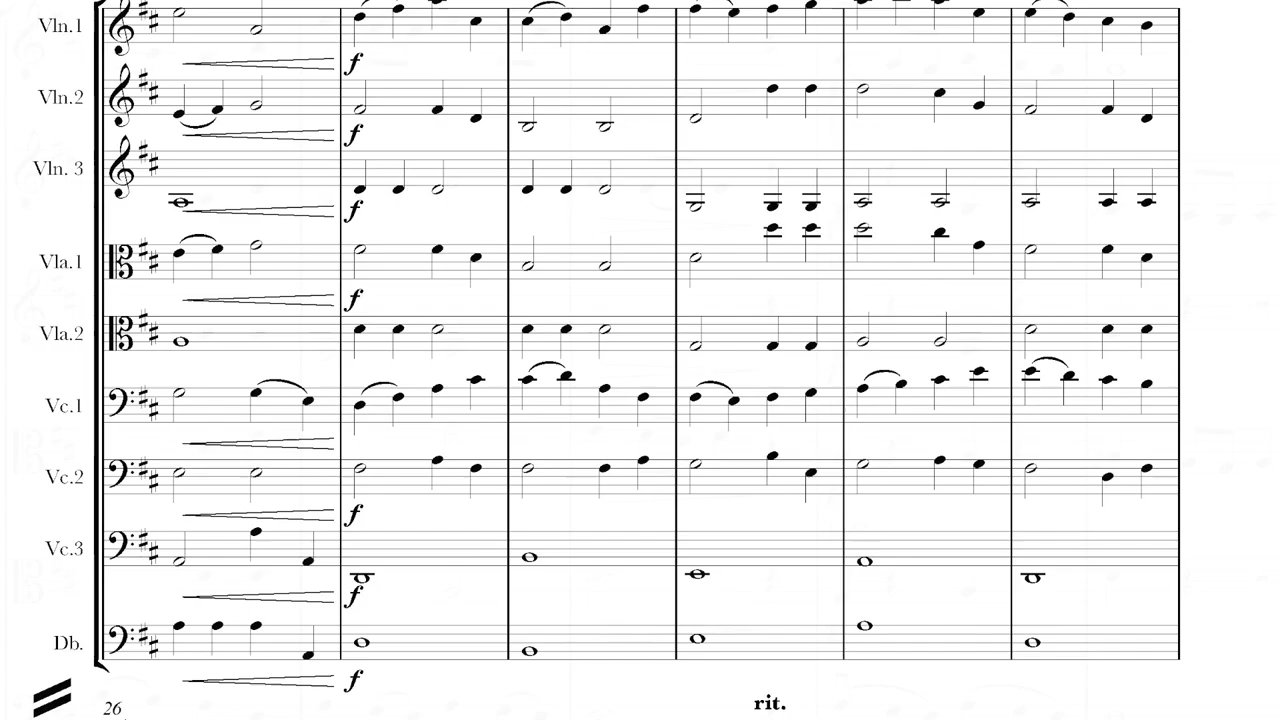 Vln.1
f
Vln.2
f
Vln. 3
f
Vla.1
f
Vla.2
Vc.1
Vc.2
f
Vc.3
f
Db.
f
26
rit.